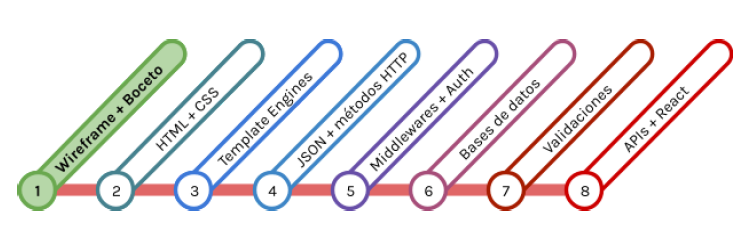 Wireframe + Boceto
HTML + CSS
Template Engines
JSON + métodos HTTP
Middlewares + Auth
Bases de datos
Validaciones
APIs + React
1
2
3
4
5
6
7
8